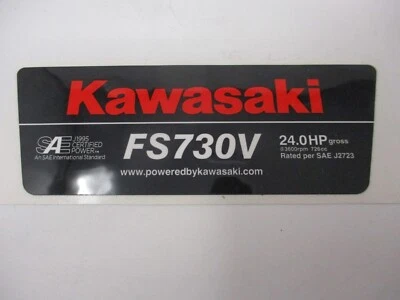 Kawasaki
SAE J1995
CERTIFIED
POWER
An SAE International Standard
FS730V
www.poweredbykawasaki.com
24.0HP gross
@3600rpm 726cc
Rated per SAE J2723